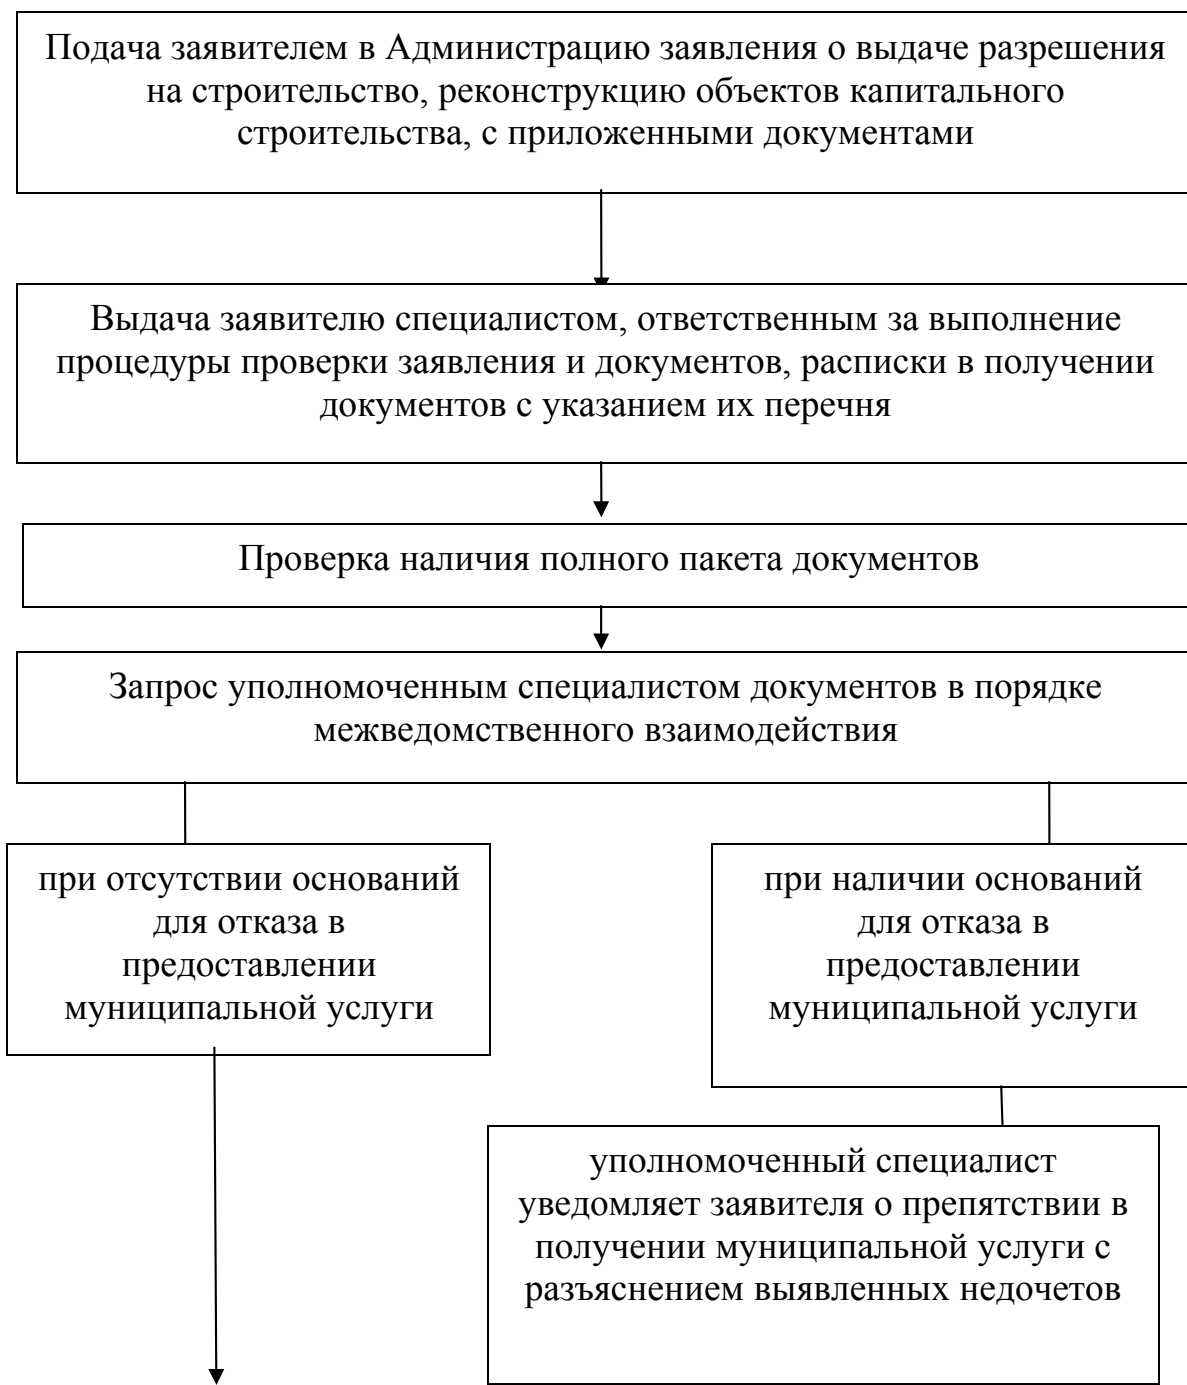 Подача заявителем в Администрацию заявления о выдаче разрешения
на строительство, реконструкцию объектов капитального
строительства, с приложенными документами
Выдача заявителю специалистом, ответственным за выполнение
процедуры проверки заявления и документов, расписки в получении
документов с указанием их перечня
Проверка наличия полного пакета документов
Запрос уполномоченным специалистом документов в порядке
межведомственного взаимодействия
при отсутствии оснований
для отказа в
предоставлении
муниципальной услуги
при наличии оснований
для отказа в
предоставлении
муниципальной услуги
уполномоченный специалист
уведомляет заявителя о препятствии в
получении муниципальной услуги с
разъяснением выявленных недочетов